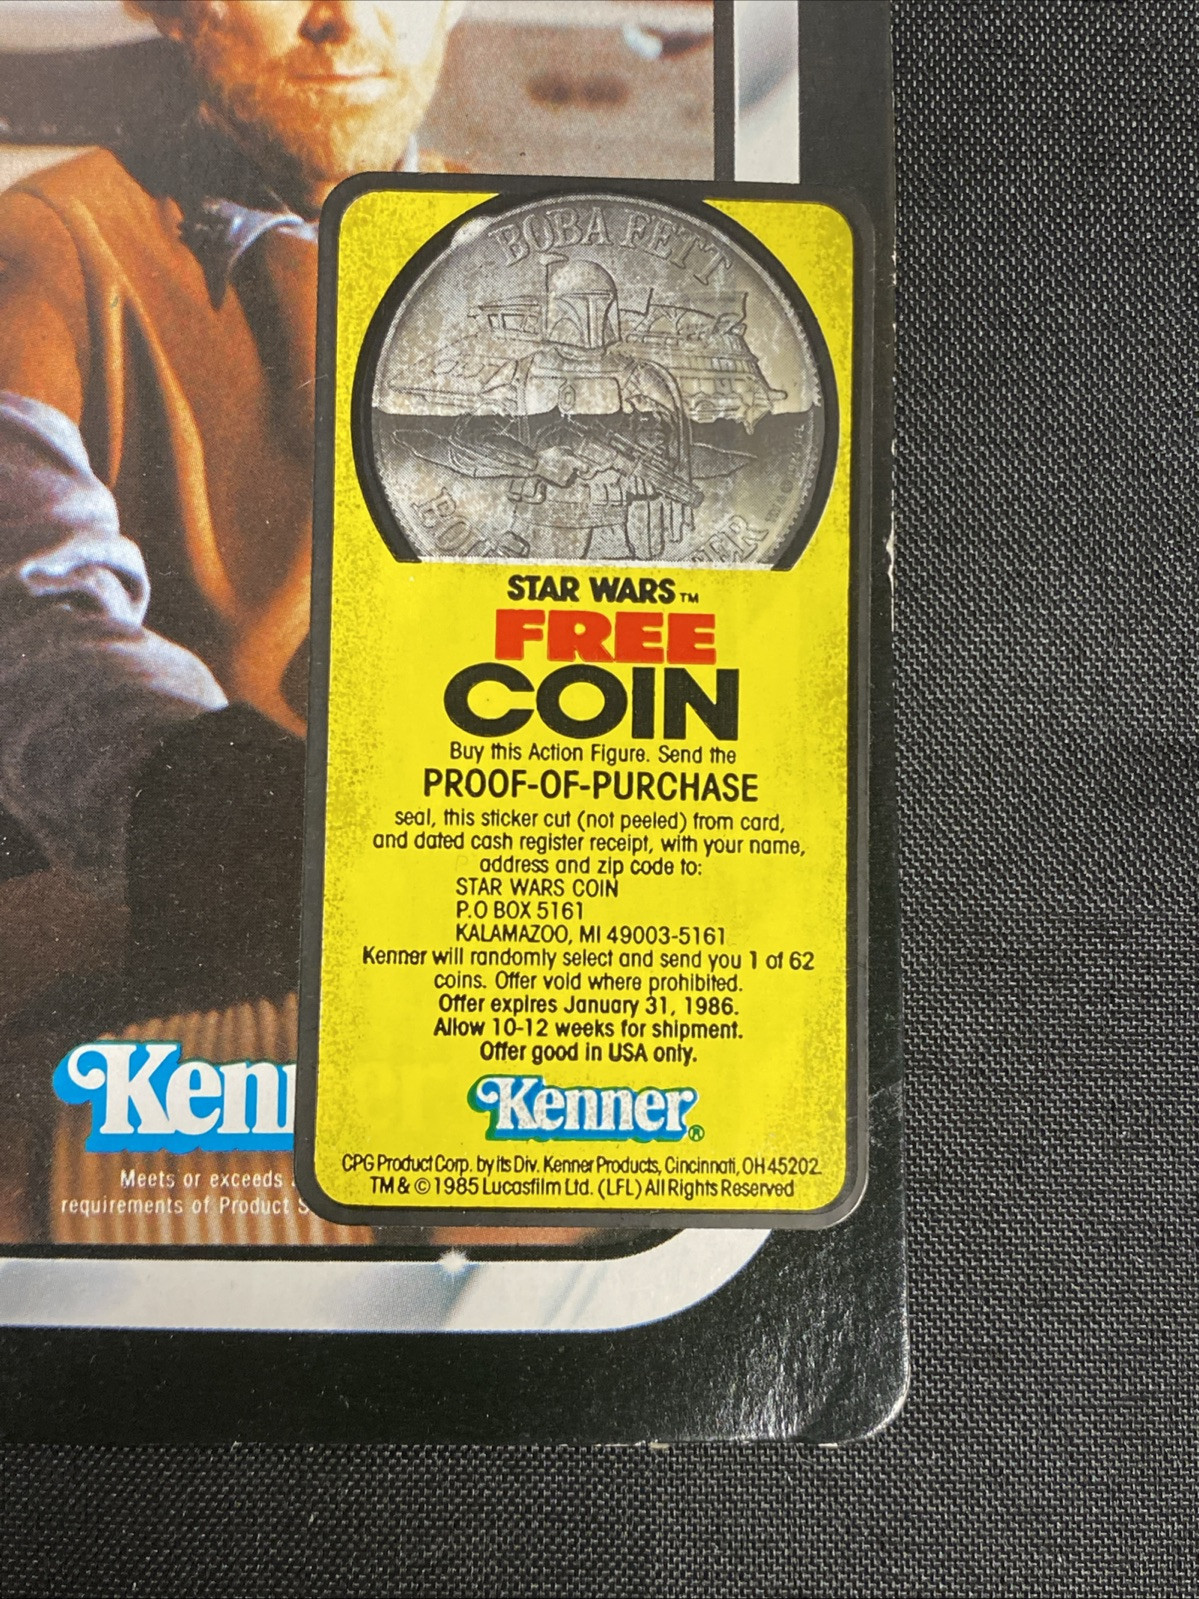 BOBA FETT
STAR WARS™
FREE
COIN
Buy this Action Figure. Send the
PROOF-OF-PURCHASE
seal, this sticker cut (not peeled) from card,
and dated cash register receipt, with your name,
address and zip code to:
STAR WARS COIN
P.O BOX 5161
KALAMAZOO, MI 49003-5161
Kenner will randomly select and send you 1 of 62
coins. Offer void where prohibited.
Offer expires January 31, 1986.
Allow 10-12 weeks for shipment.
Offer good in USA only.
Kenner®
CPG Product Corp. by its Div. Kenner Products, Cincinnati, OH 45202
TM & © 1985 Lucasfilm Ltd. (LFL) All Rights Reserved
Kenn
Meets or exceeds
requirements of Product S